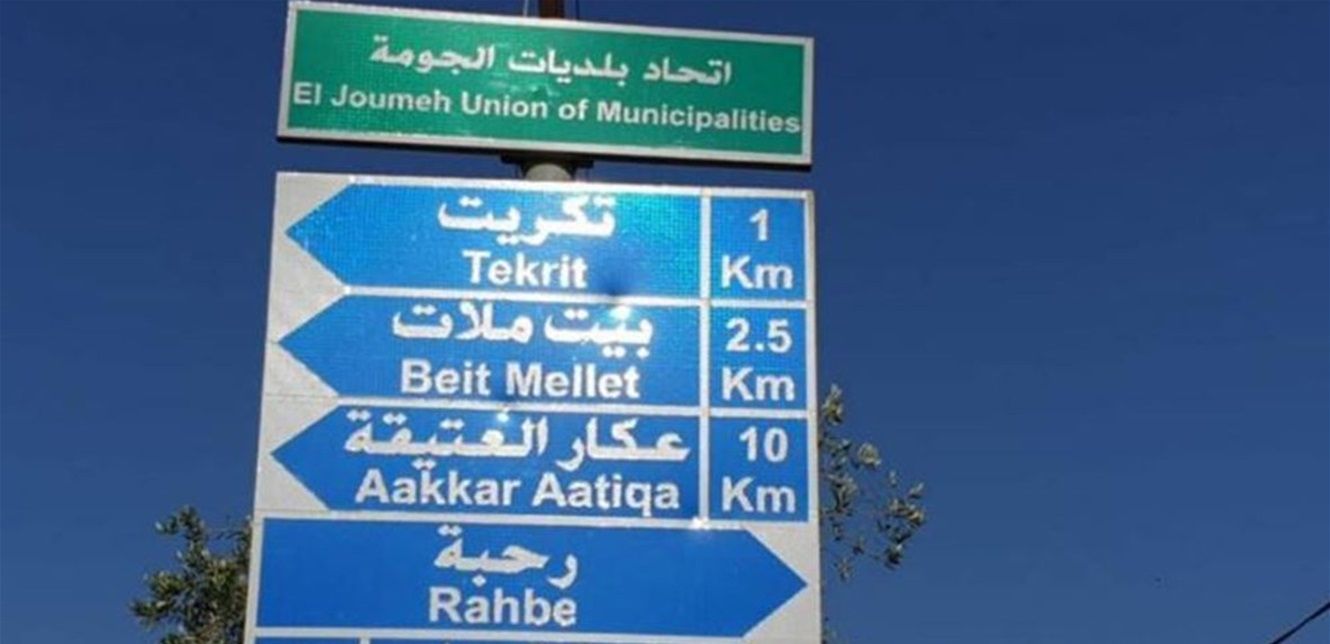 اتحاد بلديات الجومة
El Joumeh Union of Municipalities
تكريت
Tekrit
1
Km
بيت ملات
Beit Mellet
2.5
Km
عكار العتيقة
Aakkar Aatiqa
10
Km
رحبة
Rahbe